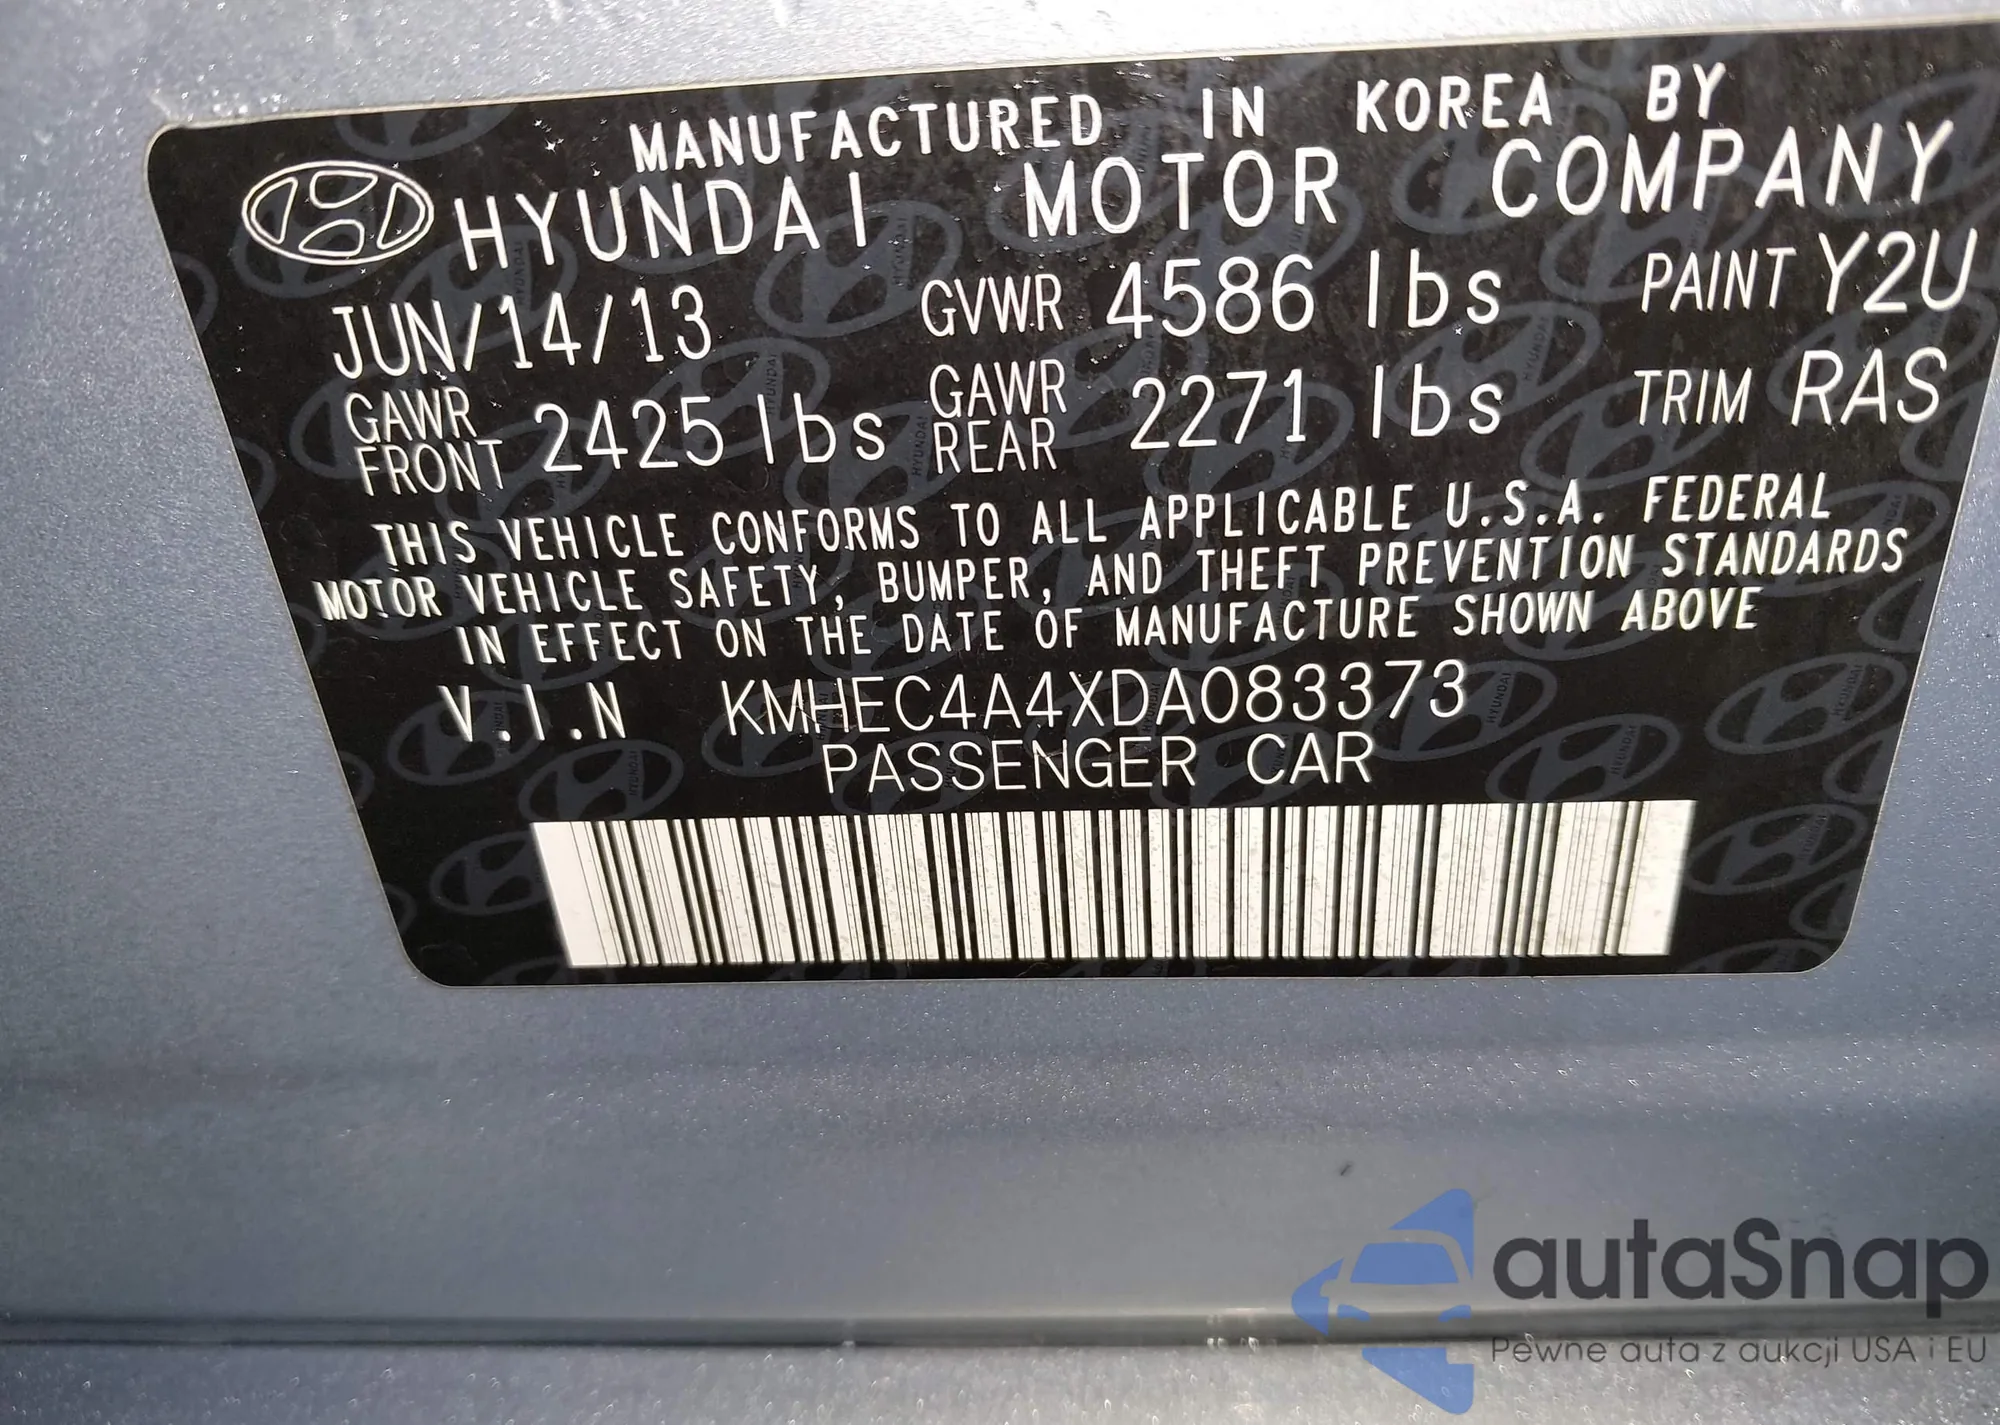 MANUFACTURED IN KOREA BY
HYUNDAI MOTOR COMPANY
JUN/14/13 GVWR 4586 lbs PAINT Y2U
GAWR FRONT 2425 lbs GAWR REAR 2271 lbs TRIM RAS
THIS VEHICLE CONFORMS TO ALL APPLICABLE U.S.A. FEDERAL
MOTOR VEHICLE SAFETY, BUMPER, AND THEFT PREVENTION STANDARDS
IN EFFECT ON THE DATE OF MANUFACTURE SHOWN ABOVE
V.I.N KMHEC4A4XDA083373
PASSENGER CAR
autaSnap
Pewne auta z aukcji USA i EU